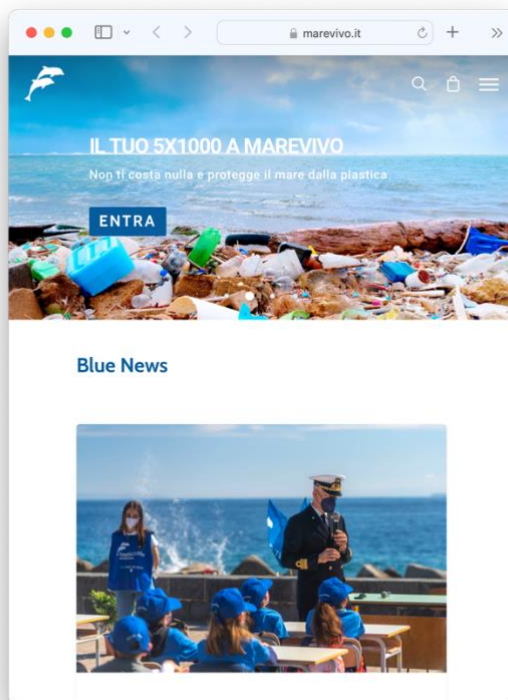 marevivo.it
IL TUO 5X1000 A MAREVIVO
Non ti costa nulla e protegge il mare dalla plastica
ENTRA
Blue News